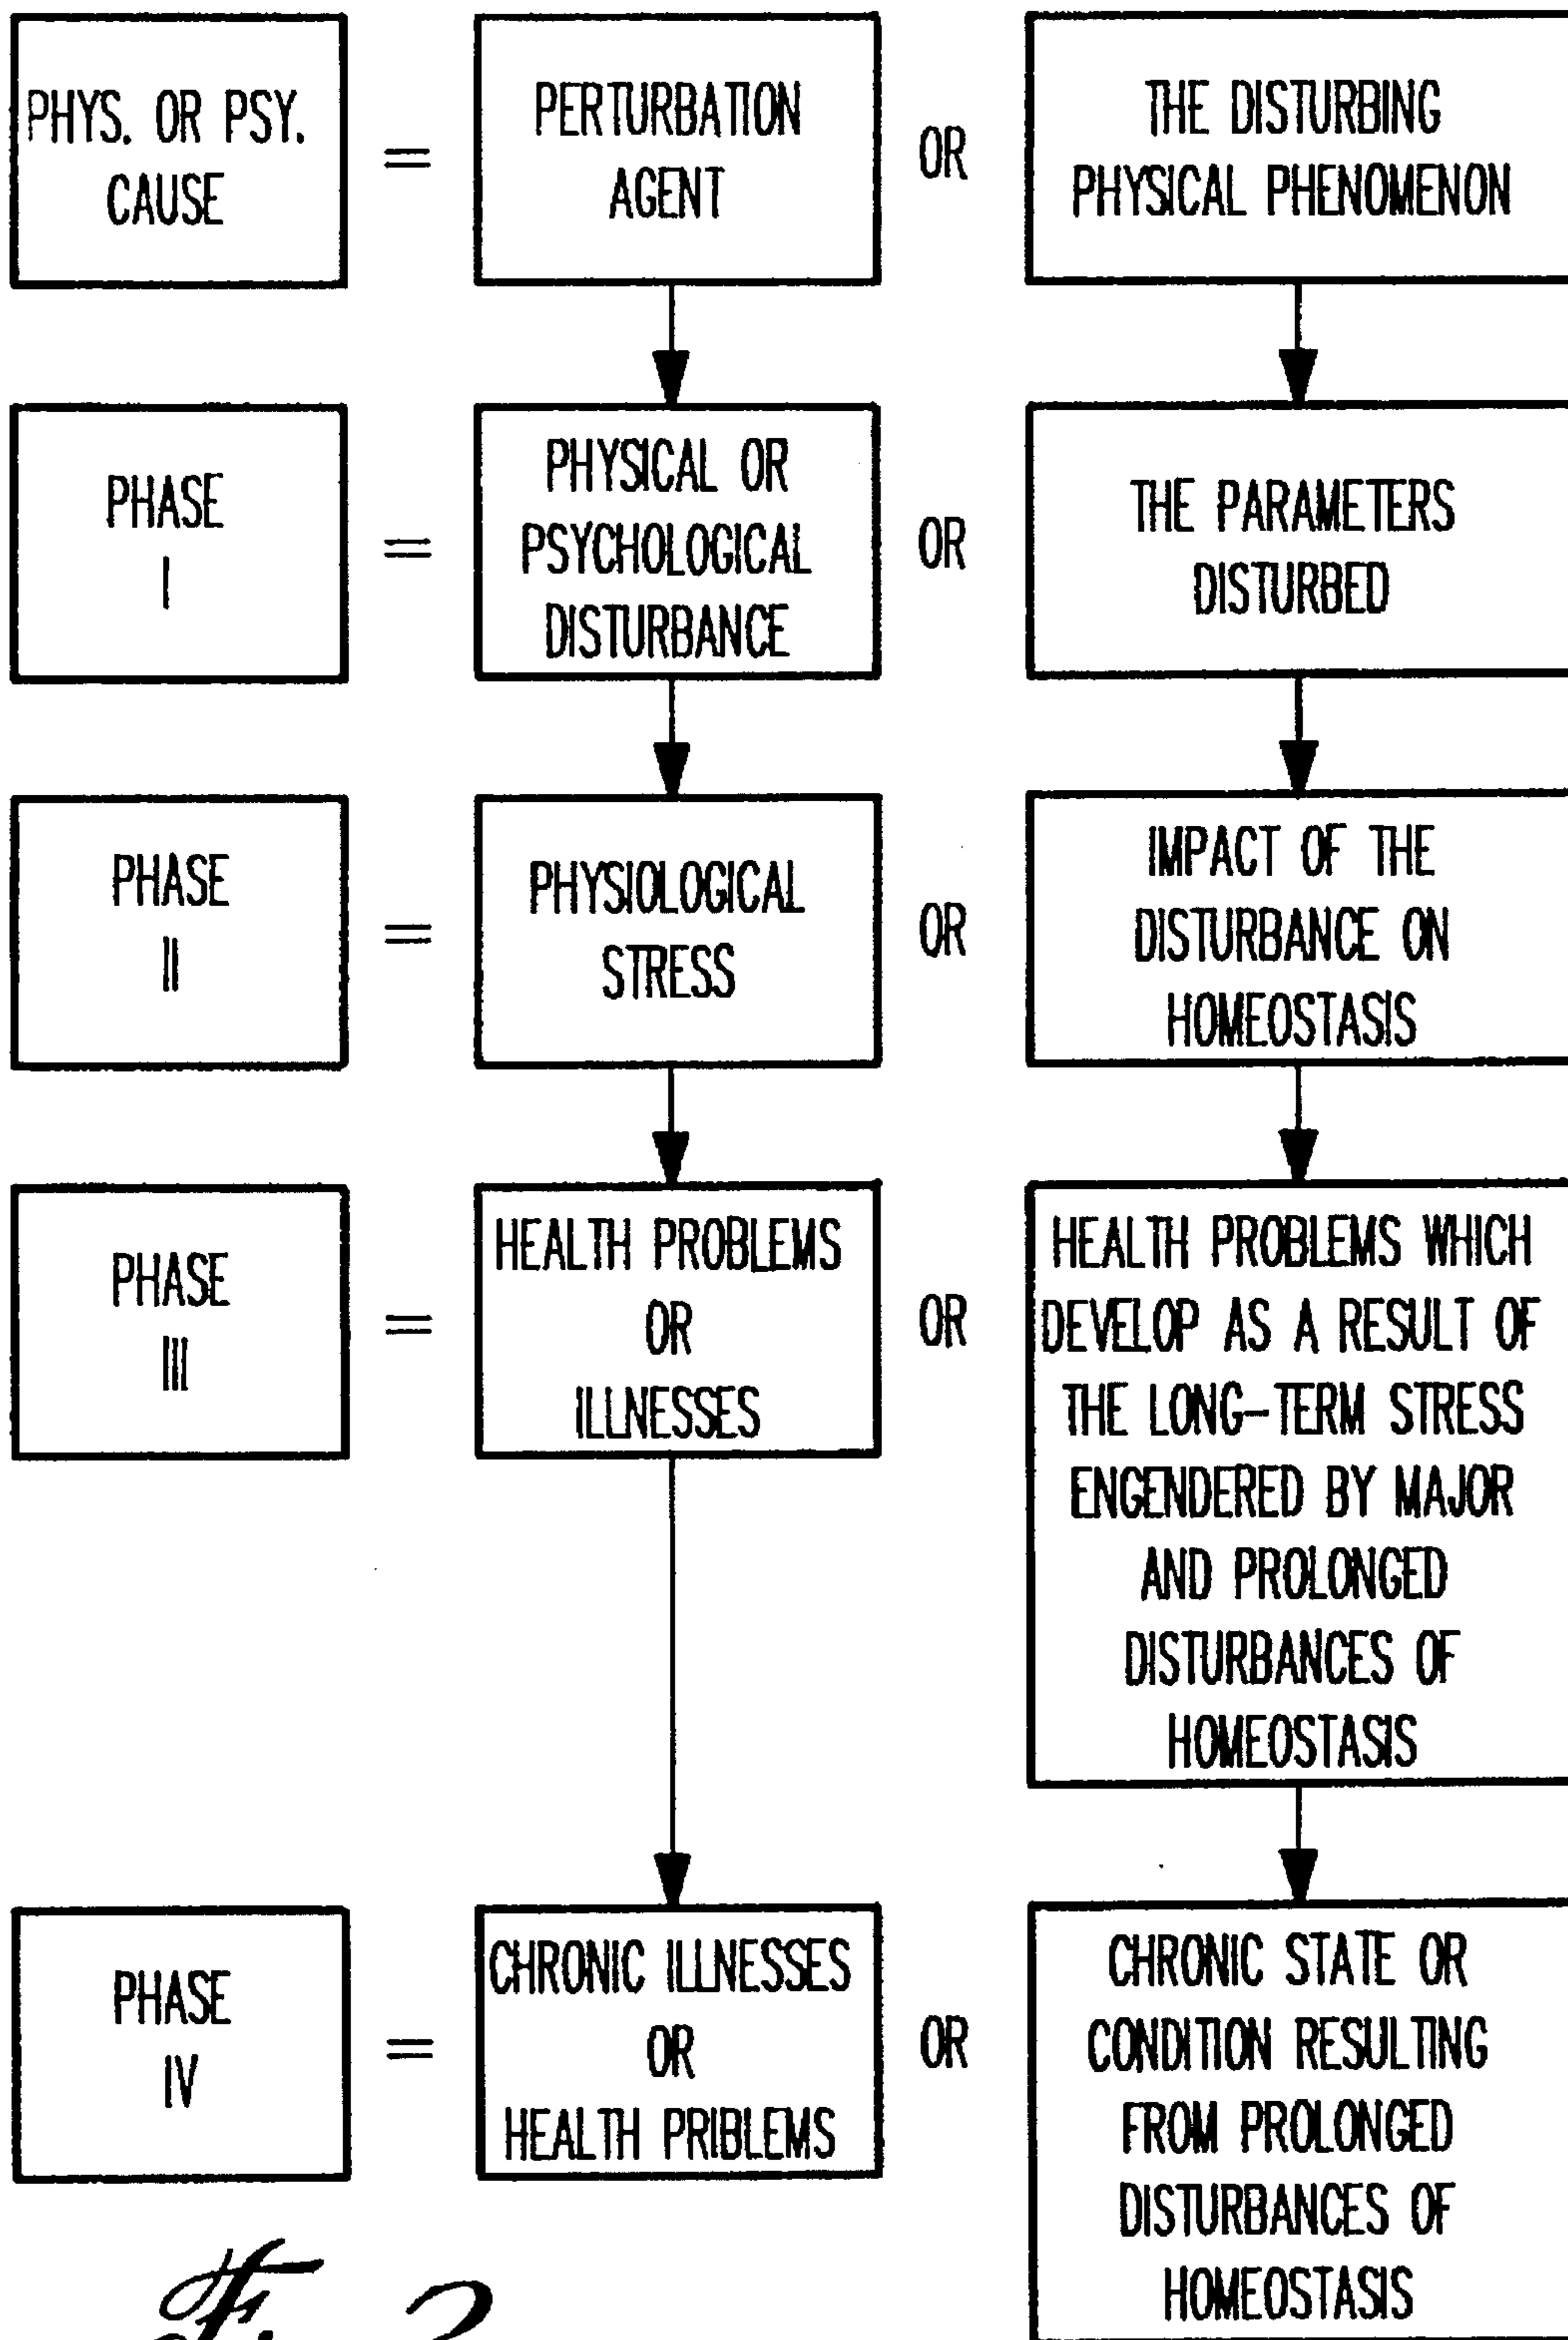 PHYS. OR PSY.
CAUSE
=
PERTURBATION
AGENT
OR
THE DISTURBING
PHYSICAL PHENOMENON
PHASE
I
=
PHYSICAL OR
PSYCHOLOGICAL
DISTURBANCE
OR
THE PARAMETERS
DISTURBED
PHASE
II
=
PHYSIOLOGICAL
STRESS
OR
IMPACT OF THE
DISTURBANCE ON
HOMEOSTASIS
PHASE
III
=
HEALTH PROBLEMS
OR
ILLNESSES
OR
HEALTH PROBLEMS WHICH
DEVELOP AS A RESULT OF
THE LONG-TERM STRESS
ENGENDERED BY MAJOR
AND PROLONGED
DISTURBANCES OF
HOMEOSTASIS
PHASE
IV
=
CHRONIC ILLNESSES
OR
HEALTH PRIBLEMS
OR
CHRONIC STATE OR
CONDITION RESULTING
FROM PROLONGED
DISTURBANCES OF
HOMEOSTASIS